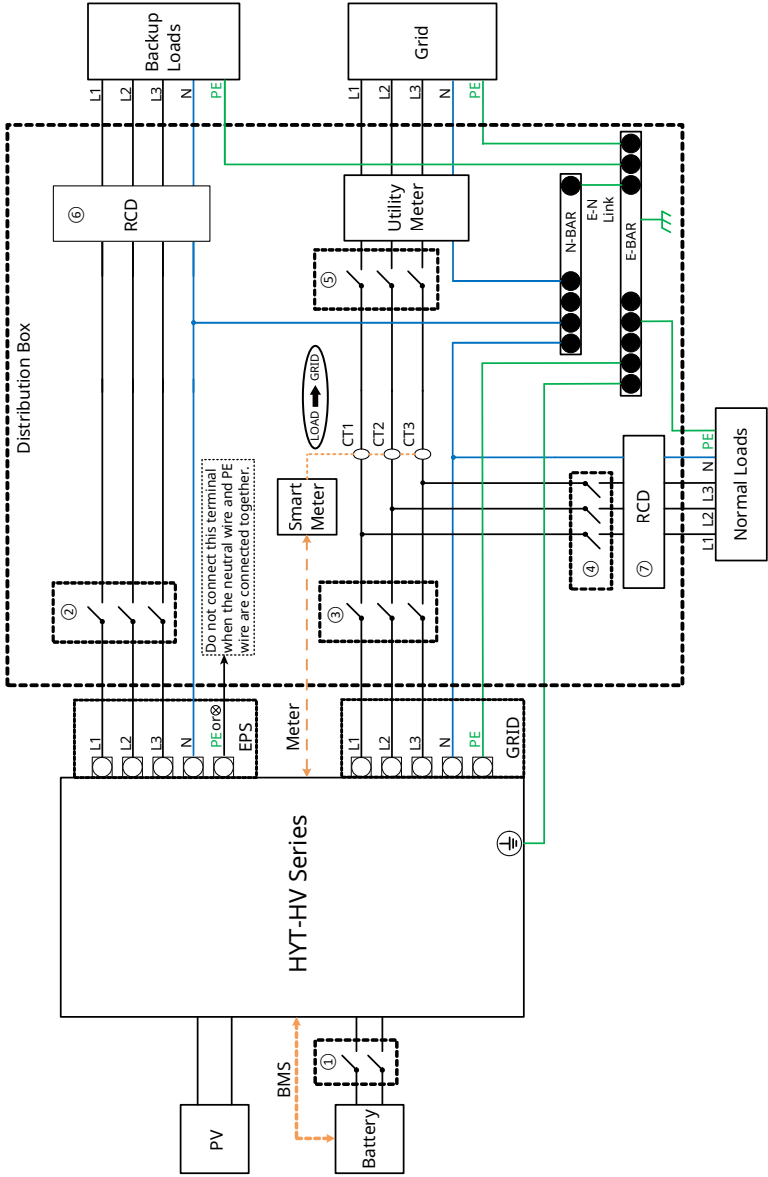 Backup
Loads
L1
L2
L3
N
PE
Grid
L1
L2
L3
N
PE
Distribution Box
⑥
RCD
Utility
Meter
⑤
N-BAR
E-N
Link
E-BAR
LOAD
GRID
CT1
CT2
CT3
Smart
Meter
Do not connect this terminal
when the neutral wire and PE
wire are connected together.
②
③
④
RCD
⑦
L1
L2
L3
N
PE
Normal Loads
L1
L2
L3
N
PE or
EPS
Meter
L1
L2
L3
N
PE
GRID
HYT-HV Series
BMS
①
PV
Battery